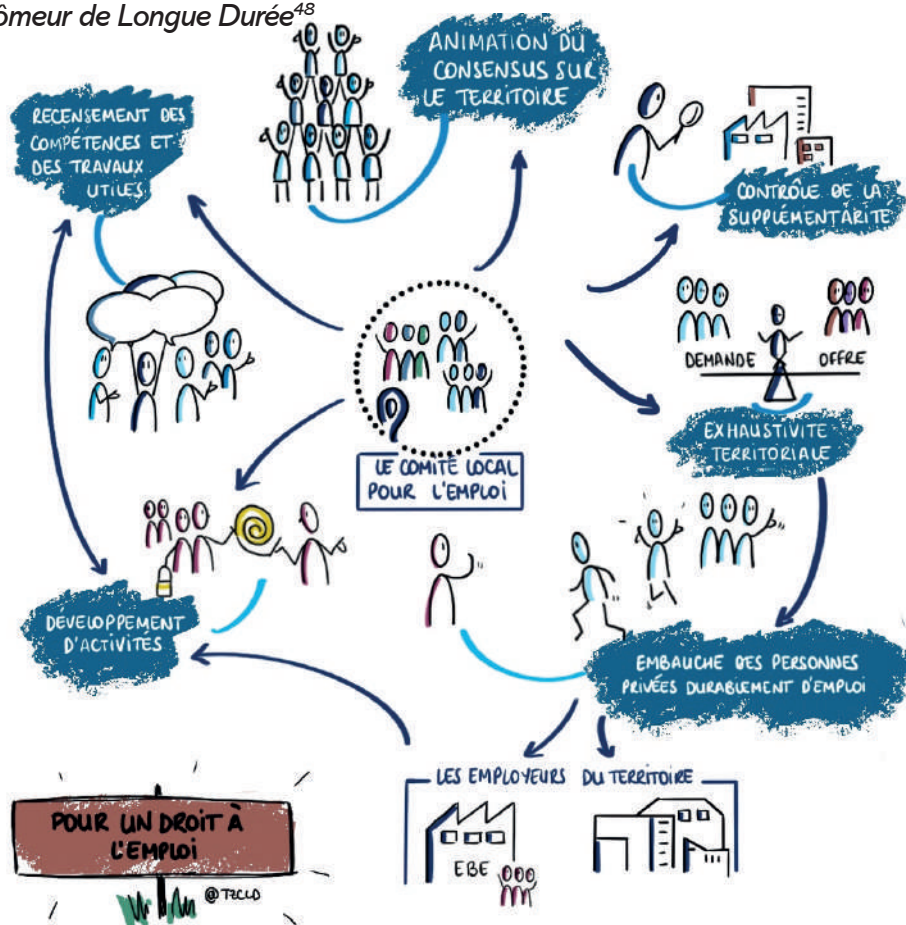 ômeur de Longue Durée⁴⁸
ANIMATION DU
CONSENSUS SUR
LE TERRITOIRE
RECENSEMENT DES
COMPÉTENCES ET
DES TRAVAUX
UTILES
CONTRÔLE DE LA
SUPPLÉMENTARITE
DEMANDE
OFFRE
EXHAUSTIVITE
TERRITORIALE
LE COMITÉ LOCAL
POUR L'EMPLOI
DÉVELOPPEMENT
D'ACTIVITÉS
EMBAUCHE DES PERSONNES
PRIVÉES DURABLEMENT D'EMPLOI
LES EMPLOYEURS DU TERRITOIRE
EBE
POUR UN DROIT À
L'EMPLOI
@TZCLD